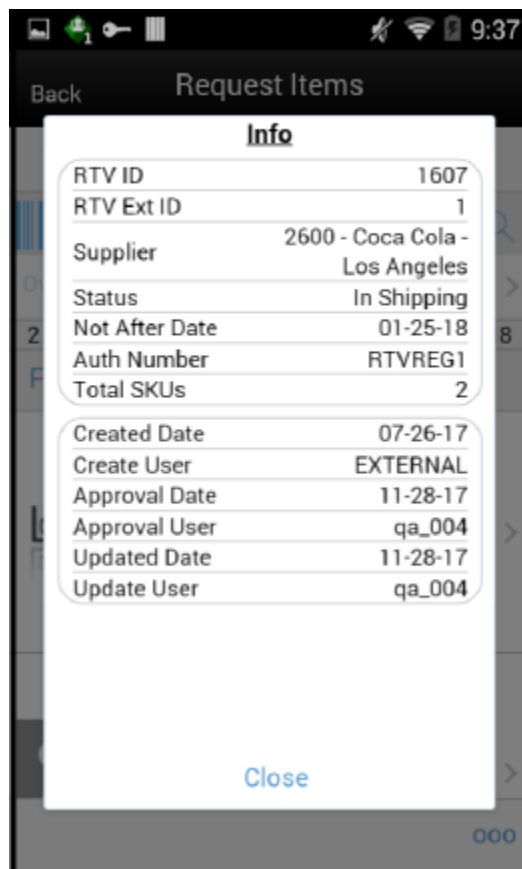 9:37
Back
Request Items
Info
RTV ID 1607
RTV Ext ID 1
Supplier 2600 - Coca Cola -
Los Angeles
Status In Shipping
Not After Date 01-25-18
Auth Number RTVREG1
Total SKUs 2
2 8
F
Created Date 07-26-17
Create User EXTERNAL
Approval Date 11-28-17
Approval User qa_004
Updated Date 11-28-17
Update User qa_004
Close